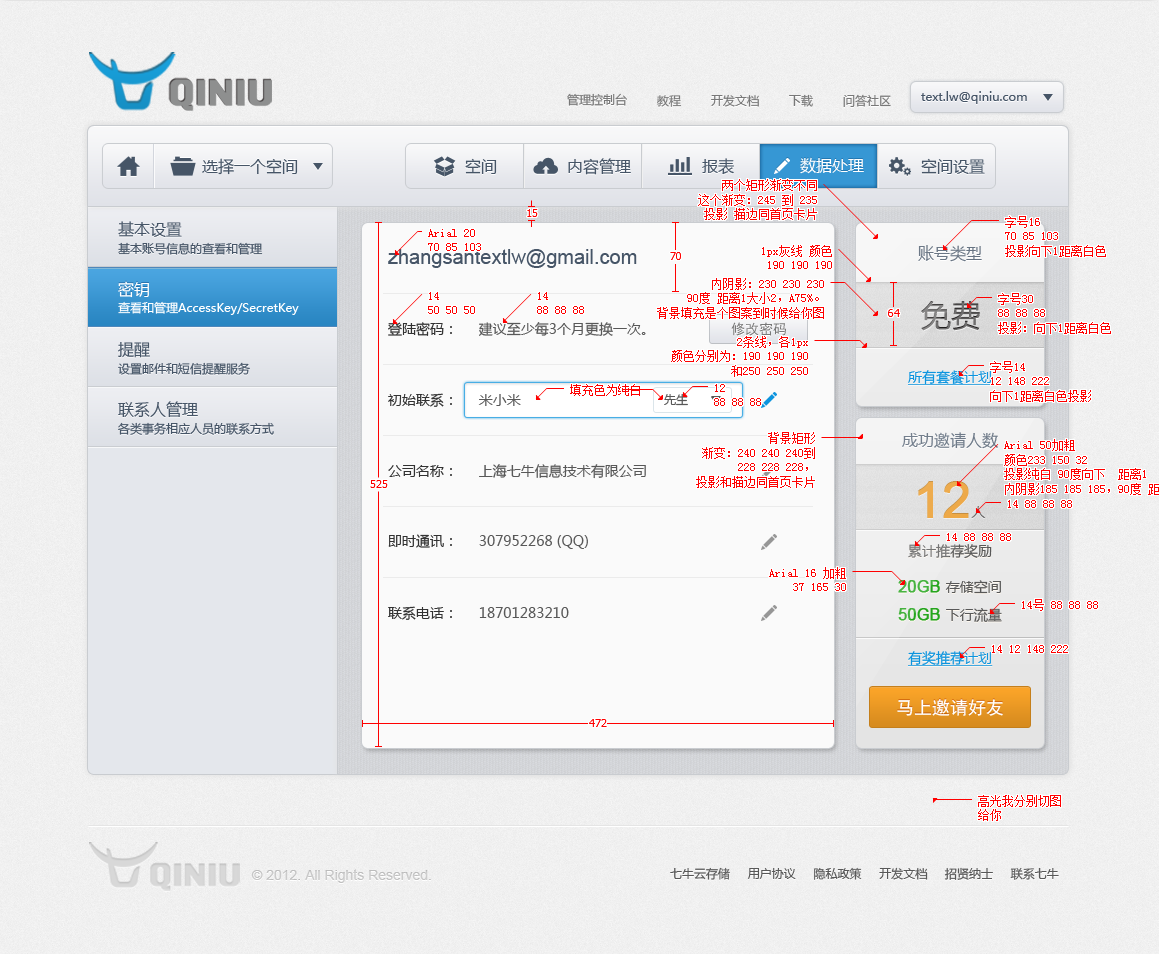 QINIU
管理控制台
教程
开发文档
下载
问答社区
text.lw@qiniu.com
选择一个空间
空间
内容管理
报表
数据处理
空间设置
基本设置
基本账号信息的查看和管理
密钥
查看和管理AccessKey/SecretKey
提醒
设置邮件和短信提醒服务
联系人管理
各类事务相应人员的联系方式
15
Arial 20
70 85 103
zhangsantextlw@gmail.com
70
14
50 50 50
14
88 88 88
登陆密码：
建议至少每3个月更换一次。
修改密码
初始联系：
米小米
填充色为纯白
先生
12
88 88 88
公司名称：
上海七牛信息技术有限公司
525
即时通讯：
307952268 (QQ)
联系电话：
18701283210
472
两个矩形渐变不同
这个渐变：245 到 235
投影 描边同首页卡片
1px灰线 颜色
190 190 190
内阴影：230 230 230
90度 距离1大小2，A75%。
背景填充是个图案到时候给你图
2条线，各1px
颜色分别为：190 190 190
和250 250 250
背景矩形
渐变：240 240 240到
228 228 228，
投影和描边同首页卡片
Arial 16 加粗
37 165 30
账号类型
字号16
70 85 103
投影向下1距离白色
64
免费
字号30
88 88 88
投影：向下1距离白色
所有套餐计划
字号14
12 148 222
向下1距离白色投影
成功邀请人数
Arial 50加粗
颜色233 150 32
投影纯白 90度向下 距离1
内阴影185 185 185，90度 距
12
人
14 88 88 88
14 88 88 88
累计推荐奖励
20GB 存储空间
50GB 下行流量
14号 88 88 88
有奖推荐计划
14 12 148 222
马上邀请好友
高光我分别切图
给你
QINIU
© 2012. All Rights Reserved.
七牛云存储
用户协议
隐私政策
开发文档
招贤纳士
联系七牛